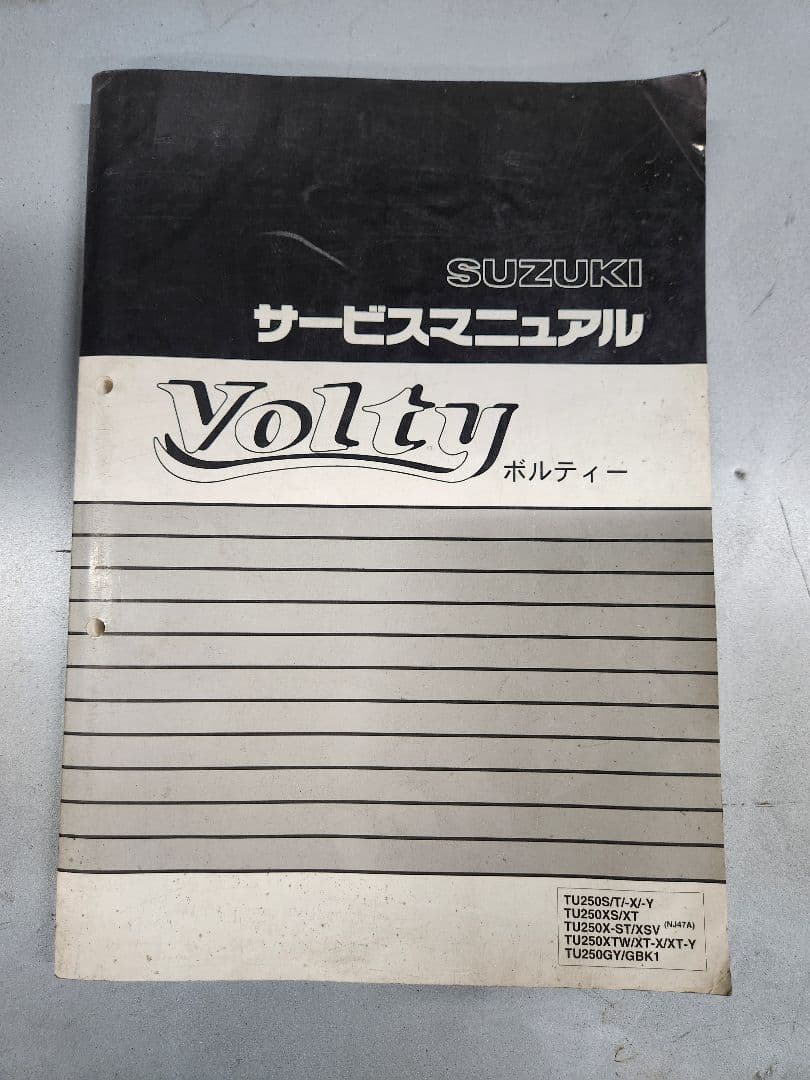 SUZUKI
サービスマニュアル
Volty
ボルティー
TU250S/T/-X/-Y
TU250XS/XT
TU250X-ST/XSV (NJ47A)
TU250XTW/XT-X/XT-Y
TU250GY/GBK1